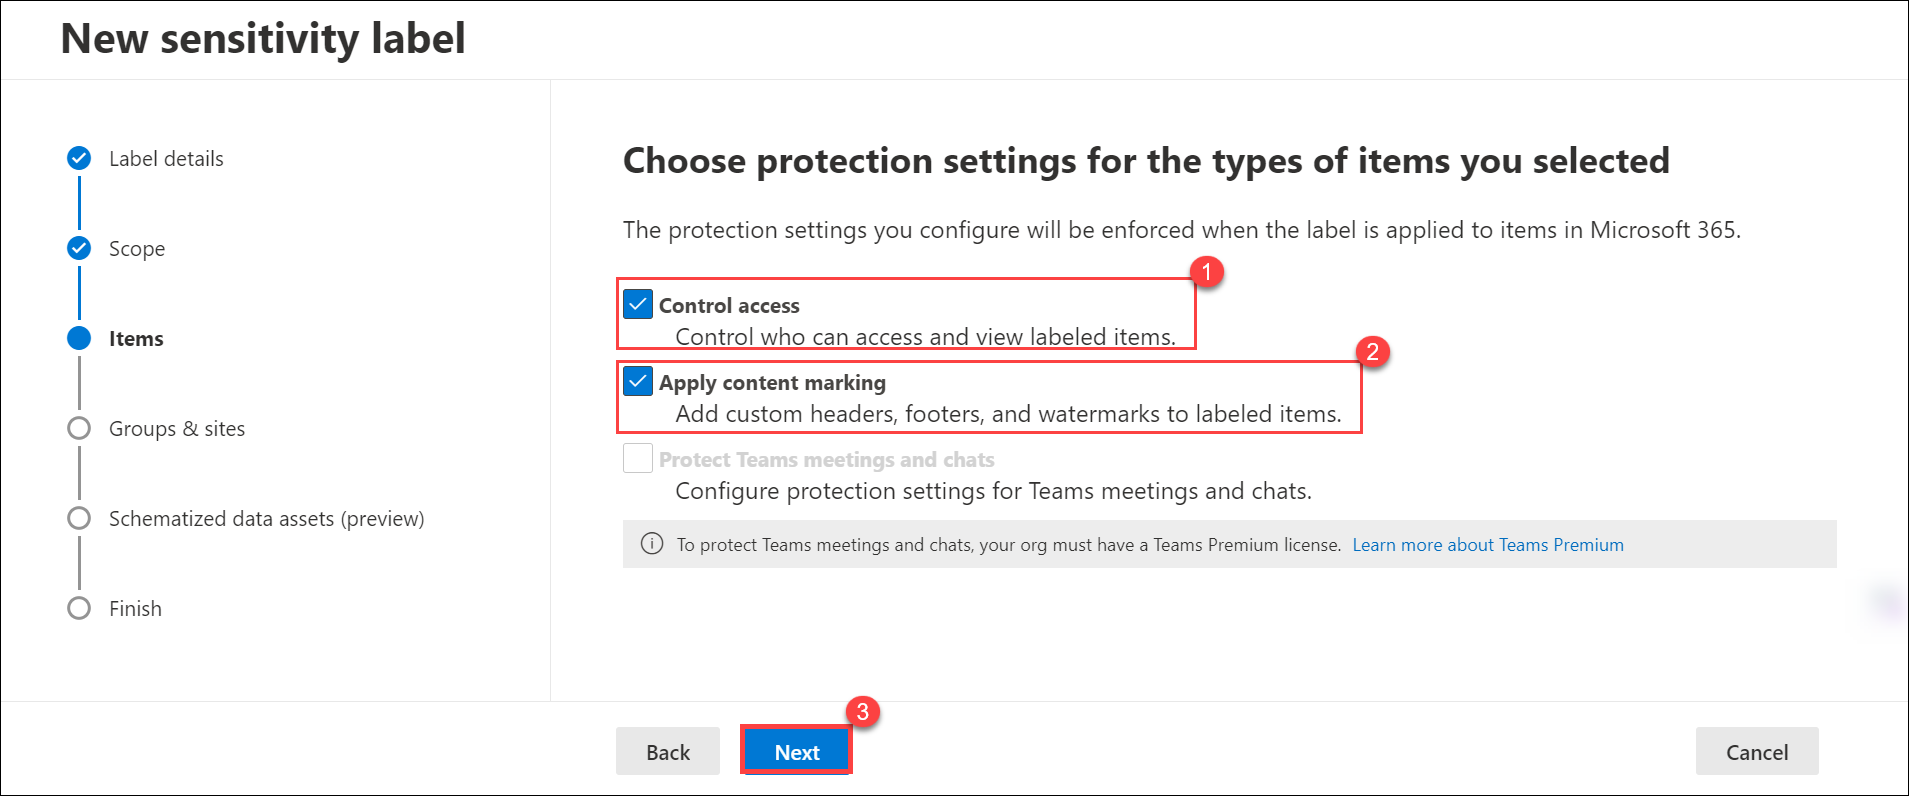 New sensitivity label
Label details
Scope
Items
Groups & sites
Schematized data assets (preview)
Finish
Choose protection settings for the types of items you selected
The protection settings you configure will be enforced when the label is applied to items in Microsoft 365.
1
Control access
Control who can access and view labeled items.
2
Apply content marking
Add custom headers, footers, and watermarks to labeled items.
Protect Teams meetings and chats
Configure protection settings for Teams meetings and chats.
To protect Teams meetings and chats, your org must have a Teams Premium license. Learn more about Teams Premium
3
Back
Next
Cancel